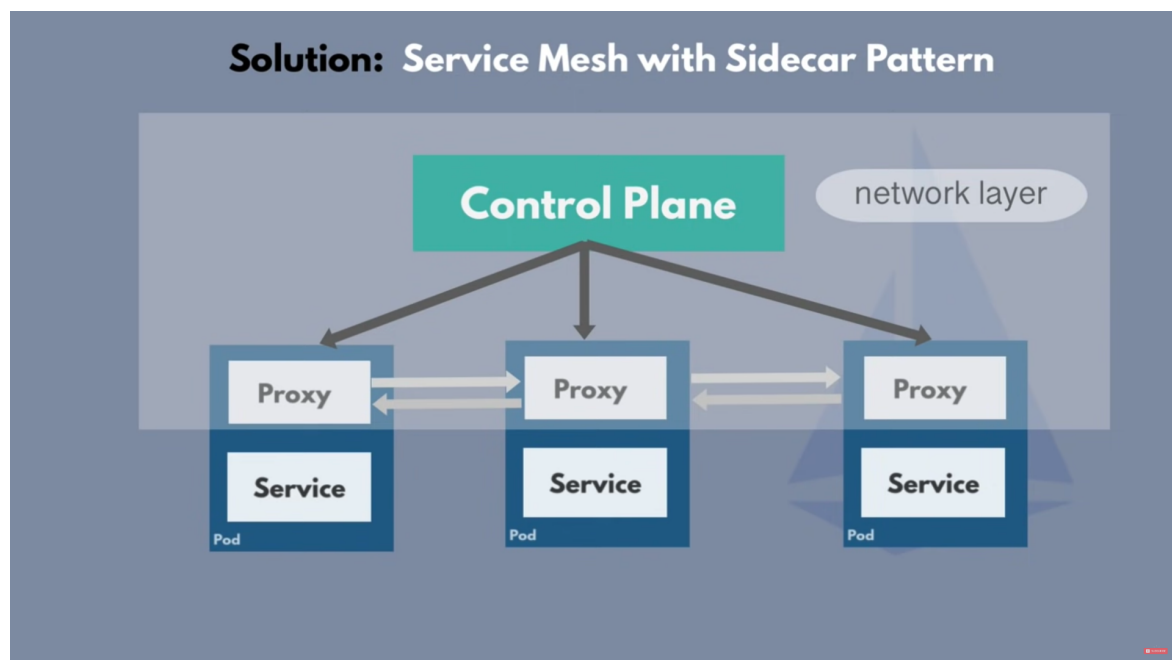 Solution: Service Mesh with Sidecar Pattern
Control Plane
network layer
Proxy
Proxy
Proxy
Service
Service
Service
Pod
Pod
Pod